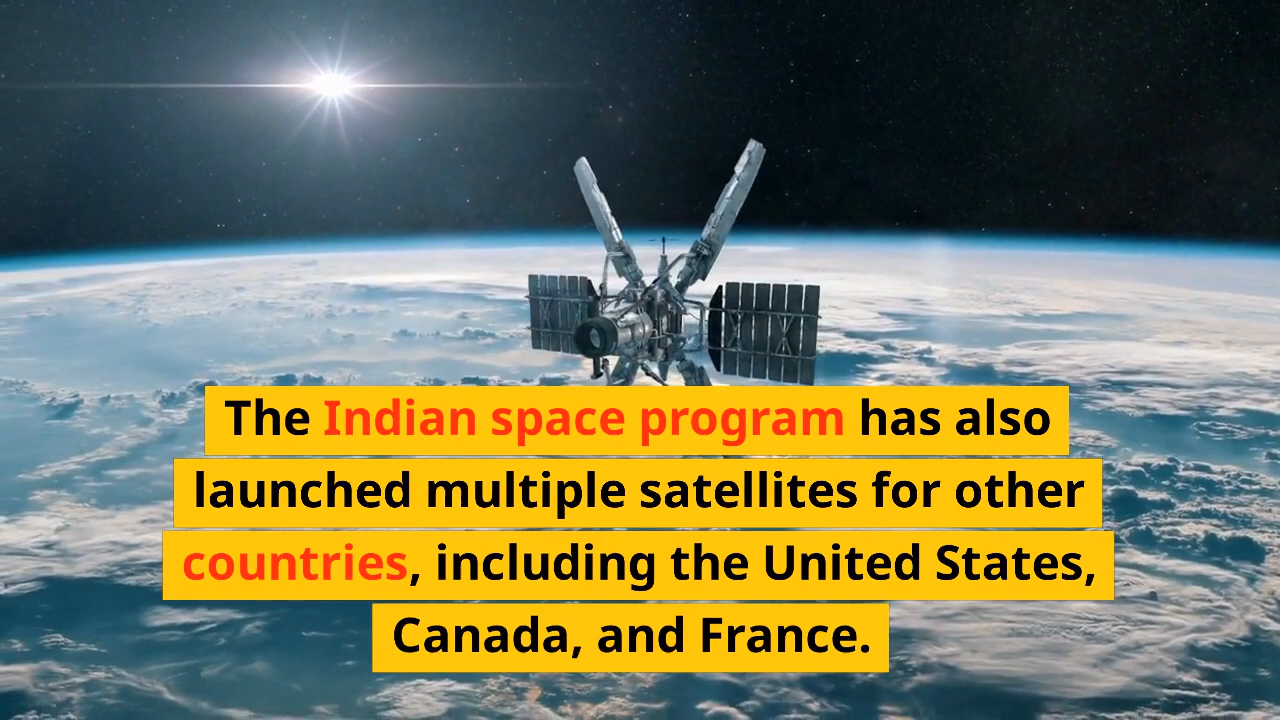 The Indian space program has also
launched multiple satellites for other
countries, including the United States,
Canada, and France.